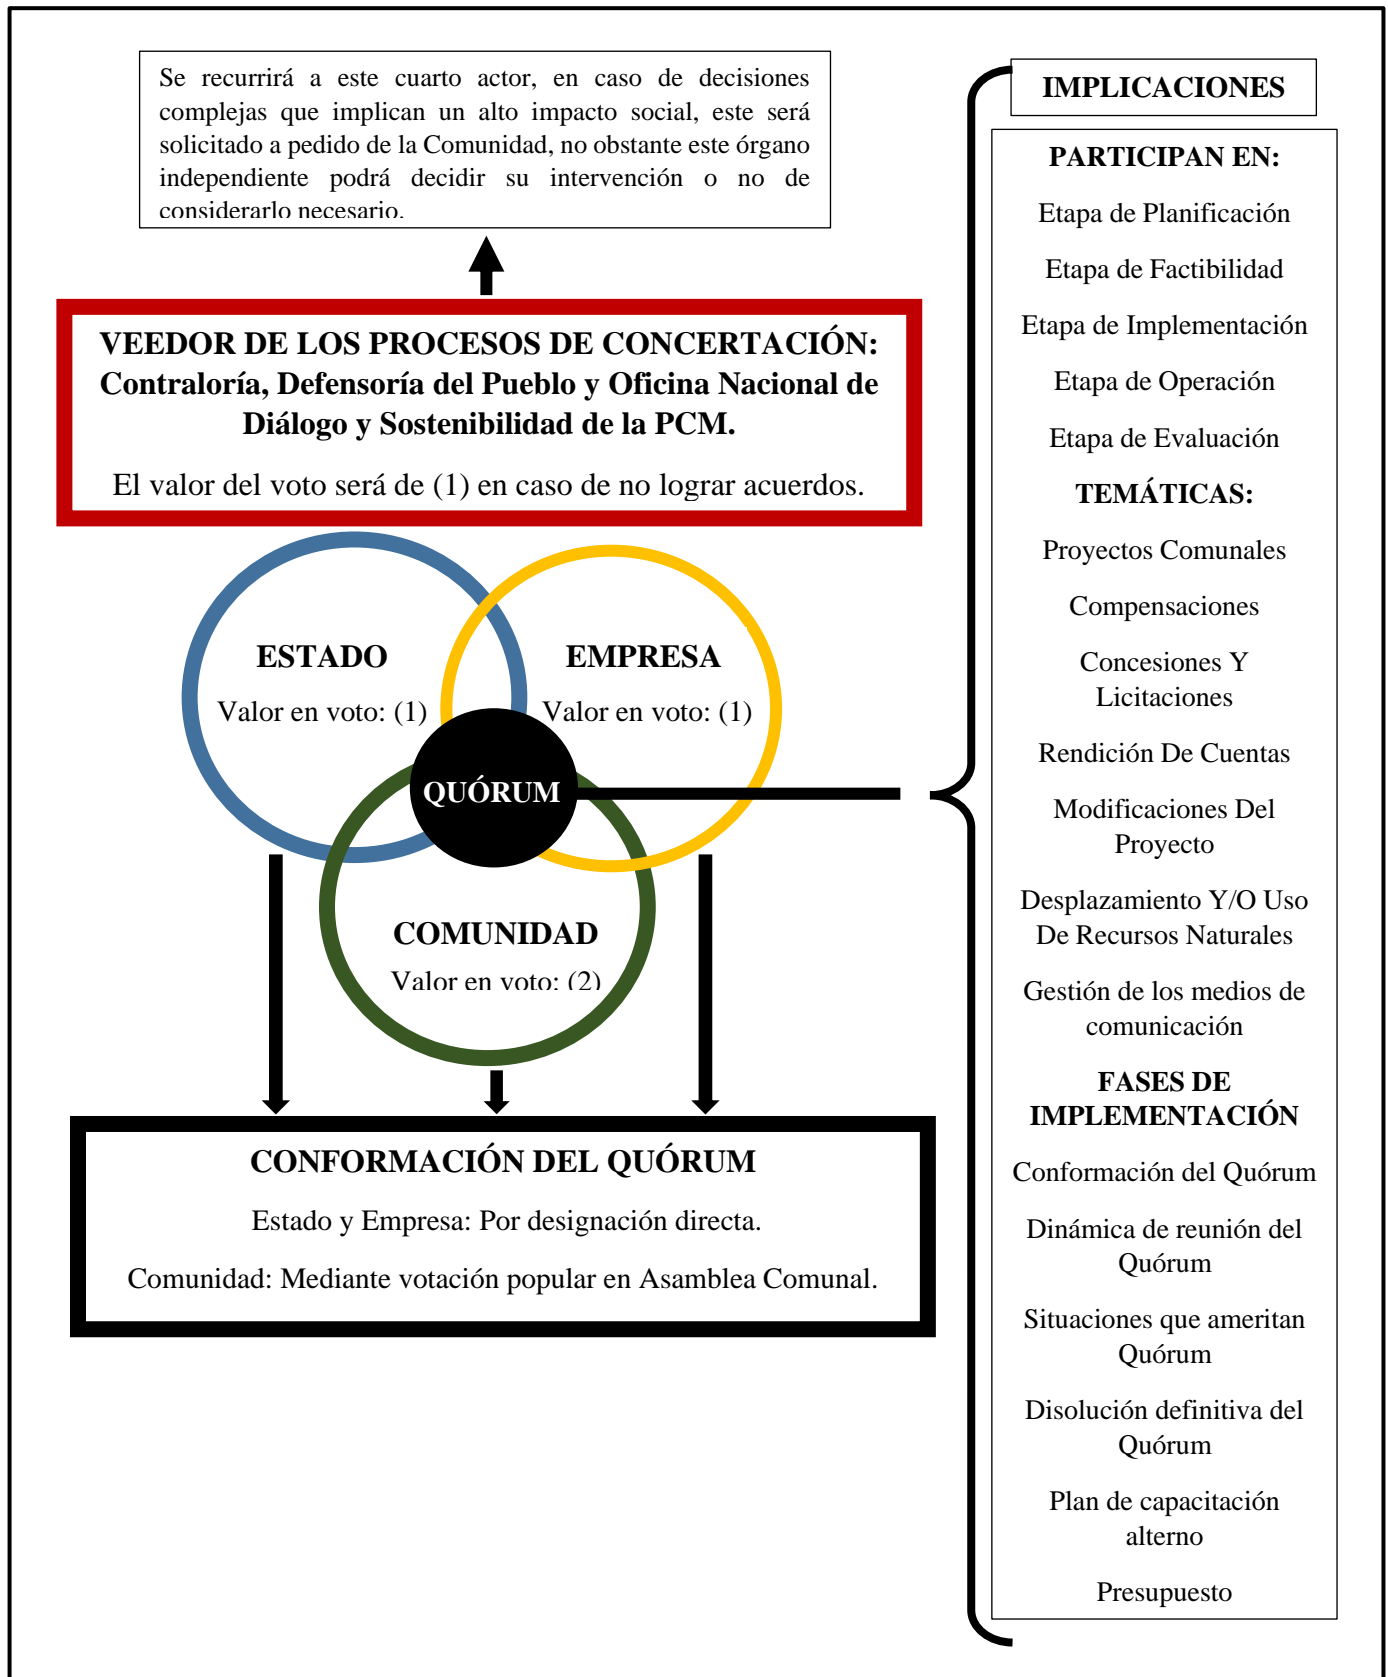 Se recurrirá a este cuarto actor, en caso de decisiones
complejas que implican un alto impacto social, este será
solicitado a pedido de la Comunidad, no obstante este órgano
independiente podrá decidir su intervención o no de
considerarlo necesario.
VEEDOR DE LOS PROCESOS DE CONCERTACIÓN:
Contraloría, Defensoría del Pueblo y Oficina Nacional de
Diálogo y Sostenibilidad de la PCM.
El valor del voto será de (1) en caso de no lograr acuerdos.
ESTADO
Valor en voto: (1)
EMPRESA
Valor en voto: (1)
QUÓRUM
COMUNIDAD
Valor en voto: (2)
CONFORMACIÓN DEL QUÓRUM
Estado y Empresa: Por designación directa.
Comunidad: Mediante votación popular en Asamblea Comunal.
IMPLICACIONES
PARTICIPAN EN:
Etapa de Planificación
Etapa de Factibilidad
Etapa de Implementación
Etapa de Operación
Etapa de Evaluación
TEMÁTICAS:
Proyectos Comunales
Compensaciones
Concesiones Y
Licitaciones
Rendición De Cuentas
Modificaciones Del
Proyecto
Desplazamiento Y/O Uso
De Recursos Naturales
Gestión de los medios de
comunicación
FASES DE
IMPLEMENTACIÓN
Conformación del Quórum
Dinámica de reunión del
Quórum
Situaciones que ameritan
Quórum
Disolución definitiva del
Quórum
Plan de capacitación
alterno
Presupuesto